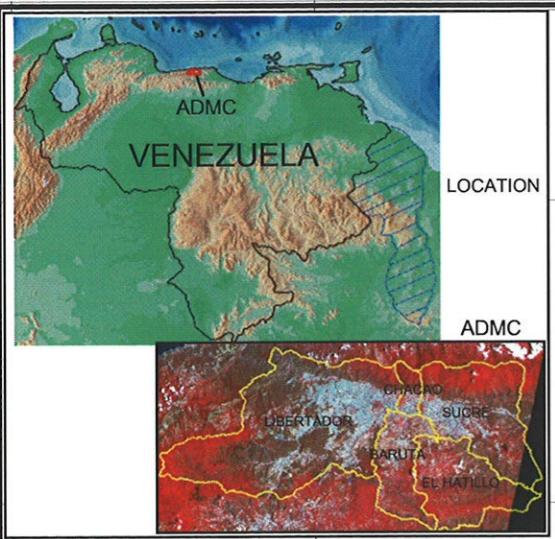 ADMC
VENEZUELA
LOCATION
ADMC
CHACAO
SUCRE
LIBERTADOR
BARUTA
EL HATILLO